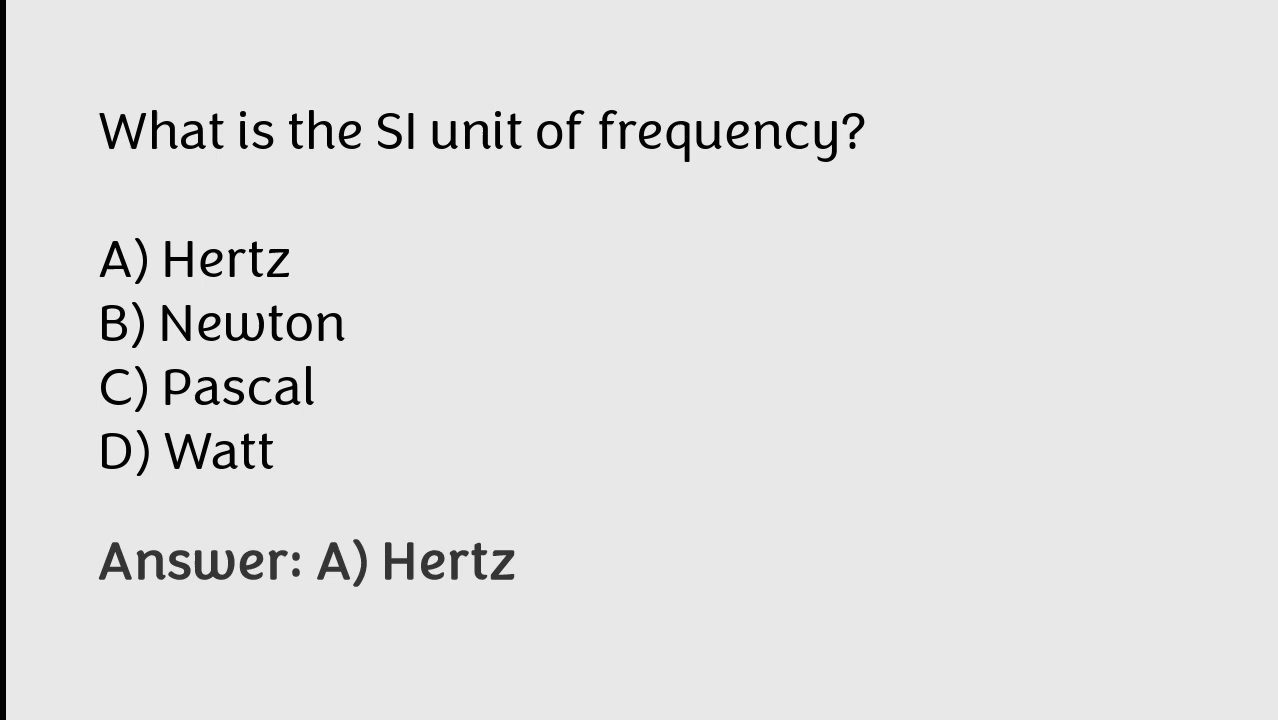 What is the SI unit of frequency?
A) Hertz
B) Newton
C) Pascal
D) Watt
Answer: A) Hertz